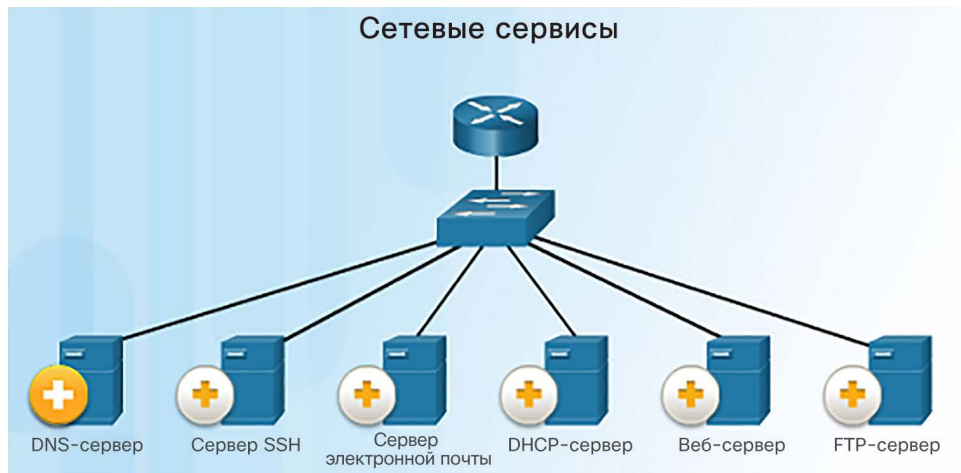 Сетевые сервисы
DNS-сервер
Сервер SSH
Сервер
электронной почты
DHCP-сервер
Веб-сервер
FTP-сервер